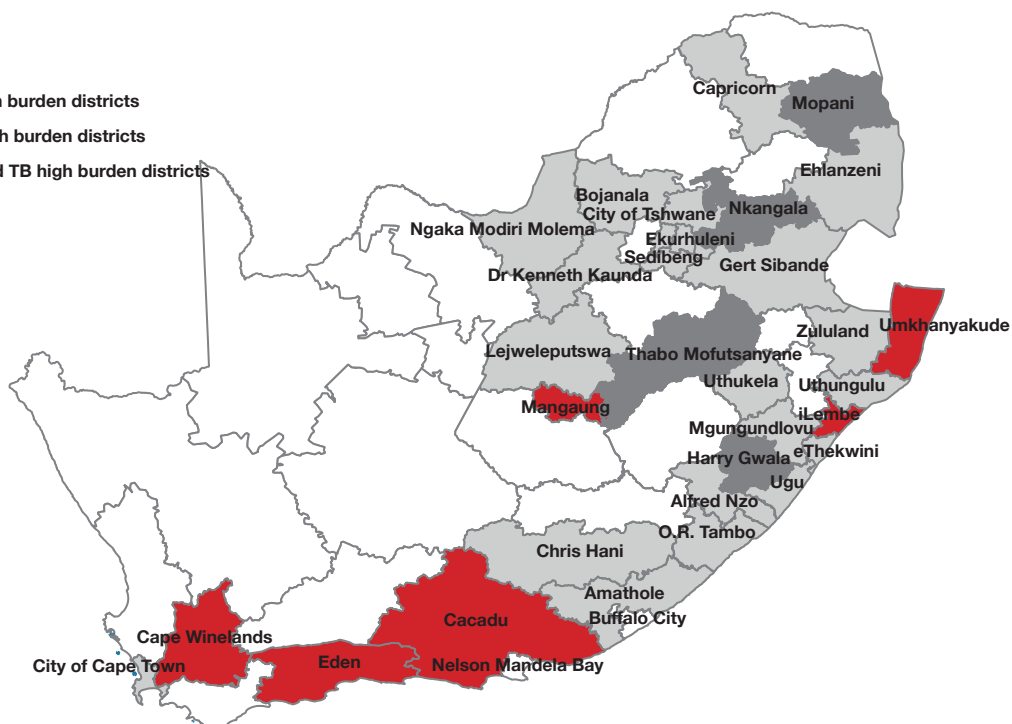 burden districts
burden districts
TB high burden districts
Capricorn
Mopani
Ehlanzeni
Bojanala
City of Tshwane
Nkangala
Ngaka Modiri Molema
Ekurhuleni
Sedibeng
Gert Sibande
Dr Kenneth Kaunda
Umkhanyakude
Zululand
Lejweleputswa
Thabo Mofutsanyane
Uthukela
Uthungulu
Mangaung
iLembe
Mgungundlovu
eThekwini
Harry Gwala
Ugu
Alfred Nzo
O.R. Tambo
Chris Hani
Amathole
Buffalo City
Cacadu
Cape Winelands
City of Cape Town
Eden
Nelson Mandela Bay